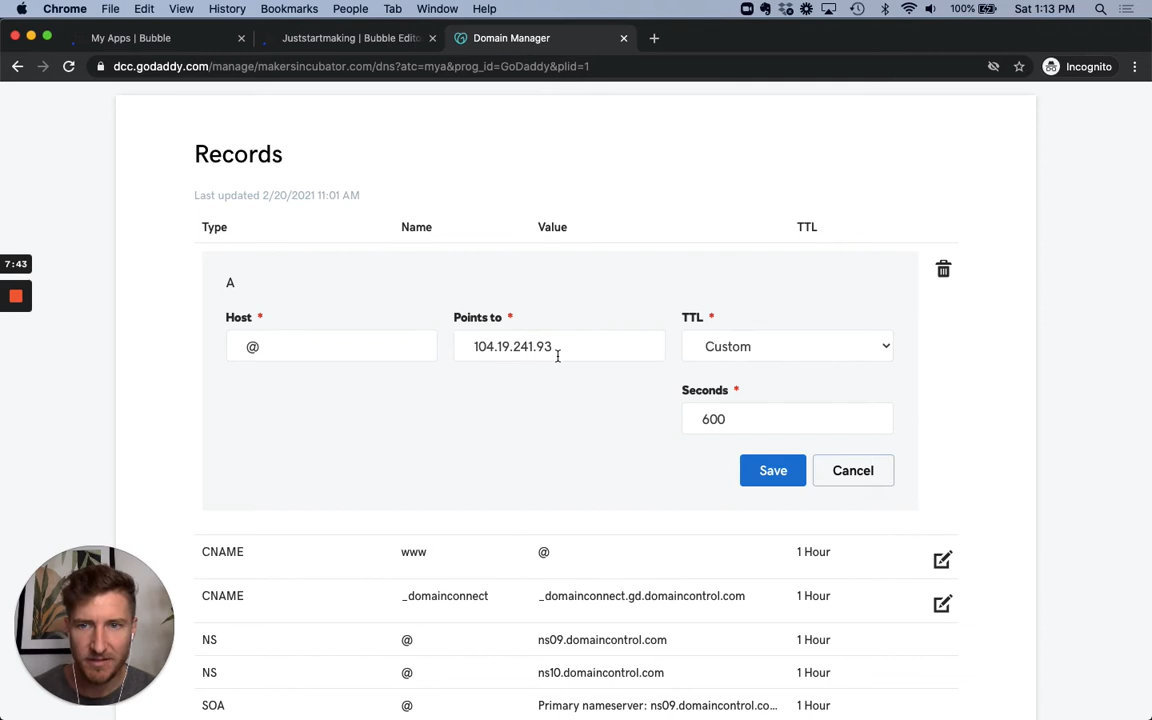 Chrome File Edit View History Bookmarks People Tab Window Help 100% Sat 1:13 PM
My Apps | Bubble Juststartmaking | Bubble Edito Domain Manager
dcc.godaddy.com/manage/makersincubator.com/dns?atc=mya&prog_id=GoDaddy&plid=1 Incognito
Records
Last updated 2/20/2021 11:01 AM
Type Name Value TTL
7:43
A
Host * Points to * TTL *
@ 104.19.241.93 Custom
Seconds *
600
Save Cancel
CNAME www @ 1 Hour
CNAME _domainconnect _domainconnect.gd.domaincontrol.com 1 Hour
NS @ ns09.domaincontrol.com 1 Hour
NS @ ns10.domaincontrol.com 1 Hour
SOA @ Primary nameserver: ns09.domaincontrol.co... 1 Hour